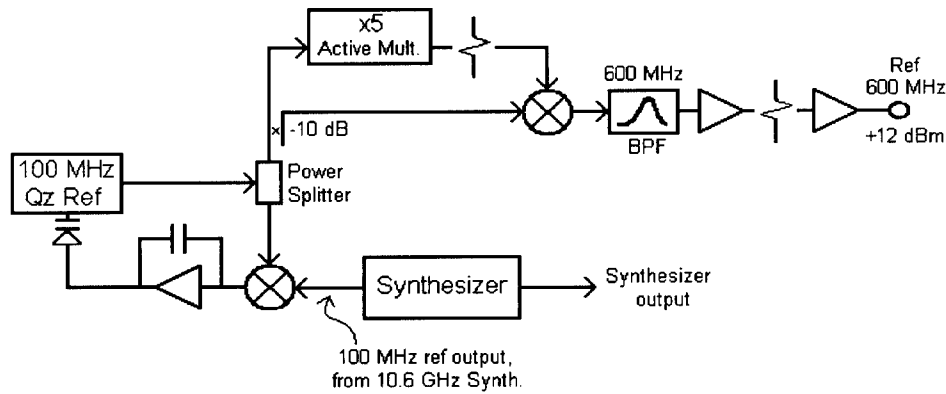 x5
Active Mult.
600 MHz
BPF
Ref
600 MHz
+12 dBm
x
-10 dB
100 MHz
Qz Ref
Power
Splitter
Synthesizer
Synthesizer
output
100 MHz ref output,
from 10.6 GHz Synth.